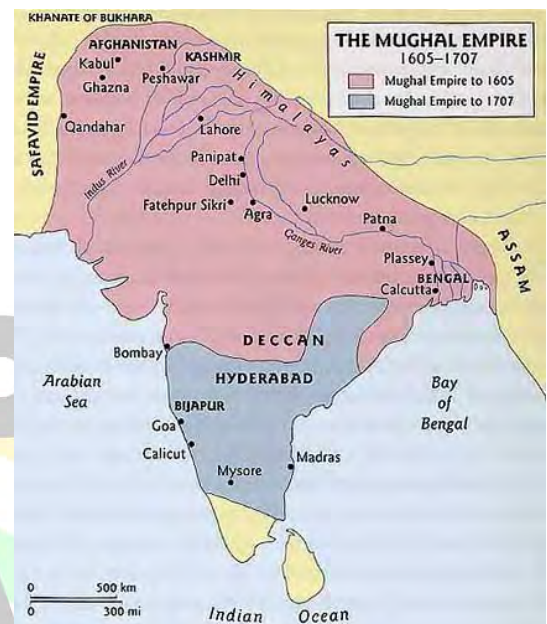 KHANATE OF BUKHARA
THE MUGHAL EMPIRE
1605–1707
Mughal Empire to 1605
Mughal Empire to 1707
AFGHANISTAN
Kabul
Ghazna
KASHMIR
Peshawar
Himalayas
SAFAVID EMPIRE
Qandahar
Lahore
Panipat
Delhi
Indus River
Fatehpur Sikri
Agra
Lucknow
Patna
Ganges River
ASSAM
Plassey
BENGAL
Calcutta
DECCAN
Bombay
HYDERABAD
Arabian
Sea
Bay
of
Bengal
BIJAPUR
Goa
Calicut
Mysore
Madras
0 500 km
0 300 mi
Indian Ocean